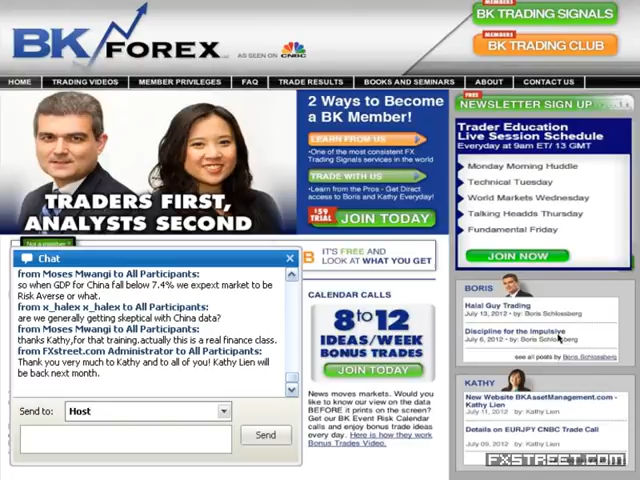 BK FOREX LLC
AS SEEN ON CNBC
MEMBERS
BK TRADING SIGNALS
MEMBERS
BK TRADING CLUB
HOME TRADING VIDEOS MEMBER PRIVILEGES FAQ TRADE RESULTS BOOKS AND SEMINARS ABOUT CONTACT US
TRADERS FIRST,
ANALYSTS SECOND
2 Ways to Become
a BK Member!
LEARN FROM US
•One of the most consistent FX
Trading Signals services in the world
TRADE WITH US
•Learn from the Pros - Get Direct
access to Boris and Kathy Everyday!
$59
TRIAL
JOIN TODAY
FREE
NEWSLETTER SIGN UP
Trader Education
Live Session Schedule
Everyday at 9am ET/ 13 GMT
Monday Morning Huddle
Technical Tuesday
World Markets Wednesday
Talking Headds Thursday
Fundamental Friday
JOIN NOW
Not a member?
Chat
from Moses Mwangi to All Participants:
so when GDP for China fall below 7.4% we expext market to be
Risk Averse or what.
from x_halex x_halex to All Participants:
are we generally getting skeptical with China data?
from Moses Mwangi to All Participants:
thanks Kathy,for that training.actually this is a real finance class.
from FXstreet.com Administrator to All Participants:
Thank you very much to Kathy and to all of you! Kathy Lien will
be back next month.
Send to: Host
Send
B IT'S FREE AND
LOOK AT WHAT YOU GET
CALENDAR CALLS
8 to 12
IDEAS/WEEK
BONUS TRADES
JOIN TODAY
News moves markets. Would you
like to know our view on the data
BEFORE it prints on the screen?
Get our BK Event Risk Calendar
calls and enjoy bonus trade ideas
every day. Here is how they work
Bonus Trades Video.
BORIS
Halal Guy Trading
July 13, 2012 - by: Boris Schlossberg
Discipline for the Impulsive
July 6, 2012 - by: Boris Schlossberg
see all posts by Boris Schlossberg
KATHY
New Website BKAssetManagement.com -
Kathy Lien
July 11, 2012 - by: Kathy Lien
Details on EURJPY CNBC Trade Call
July 09, 2012 - by: Kathy Lien
FXSTREET.COM